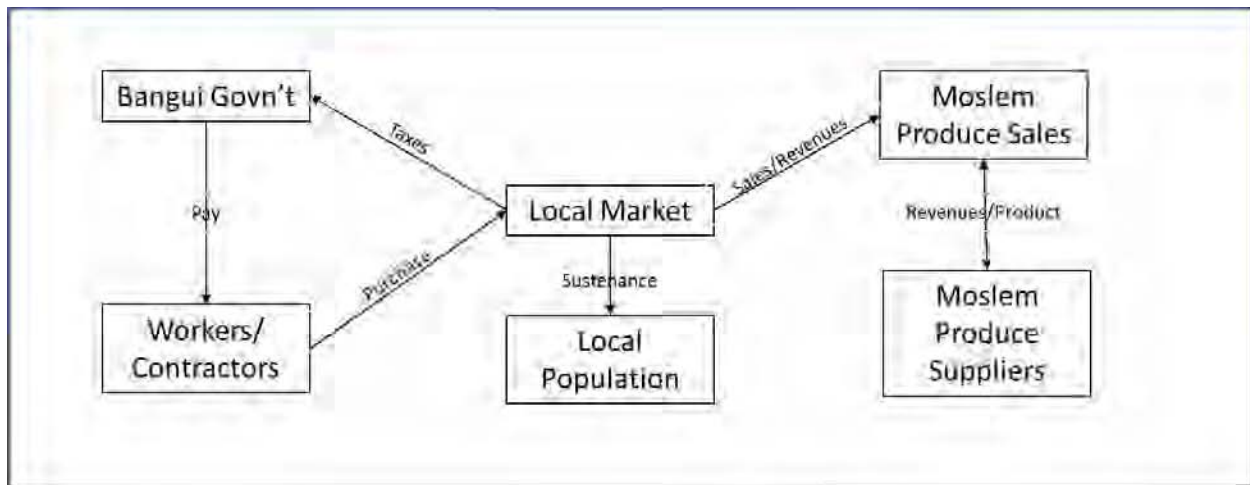 Bangui Govn't
Taxes
Pay
Purchase
Workers/
Contractors
Local Market
Sustenance
Local
Population
Sales/Revenues
Moslem
Produce Sales
Revenues/Product
Moslem
Produce
Suppliers